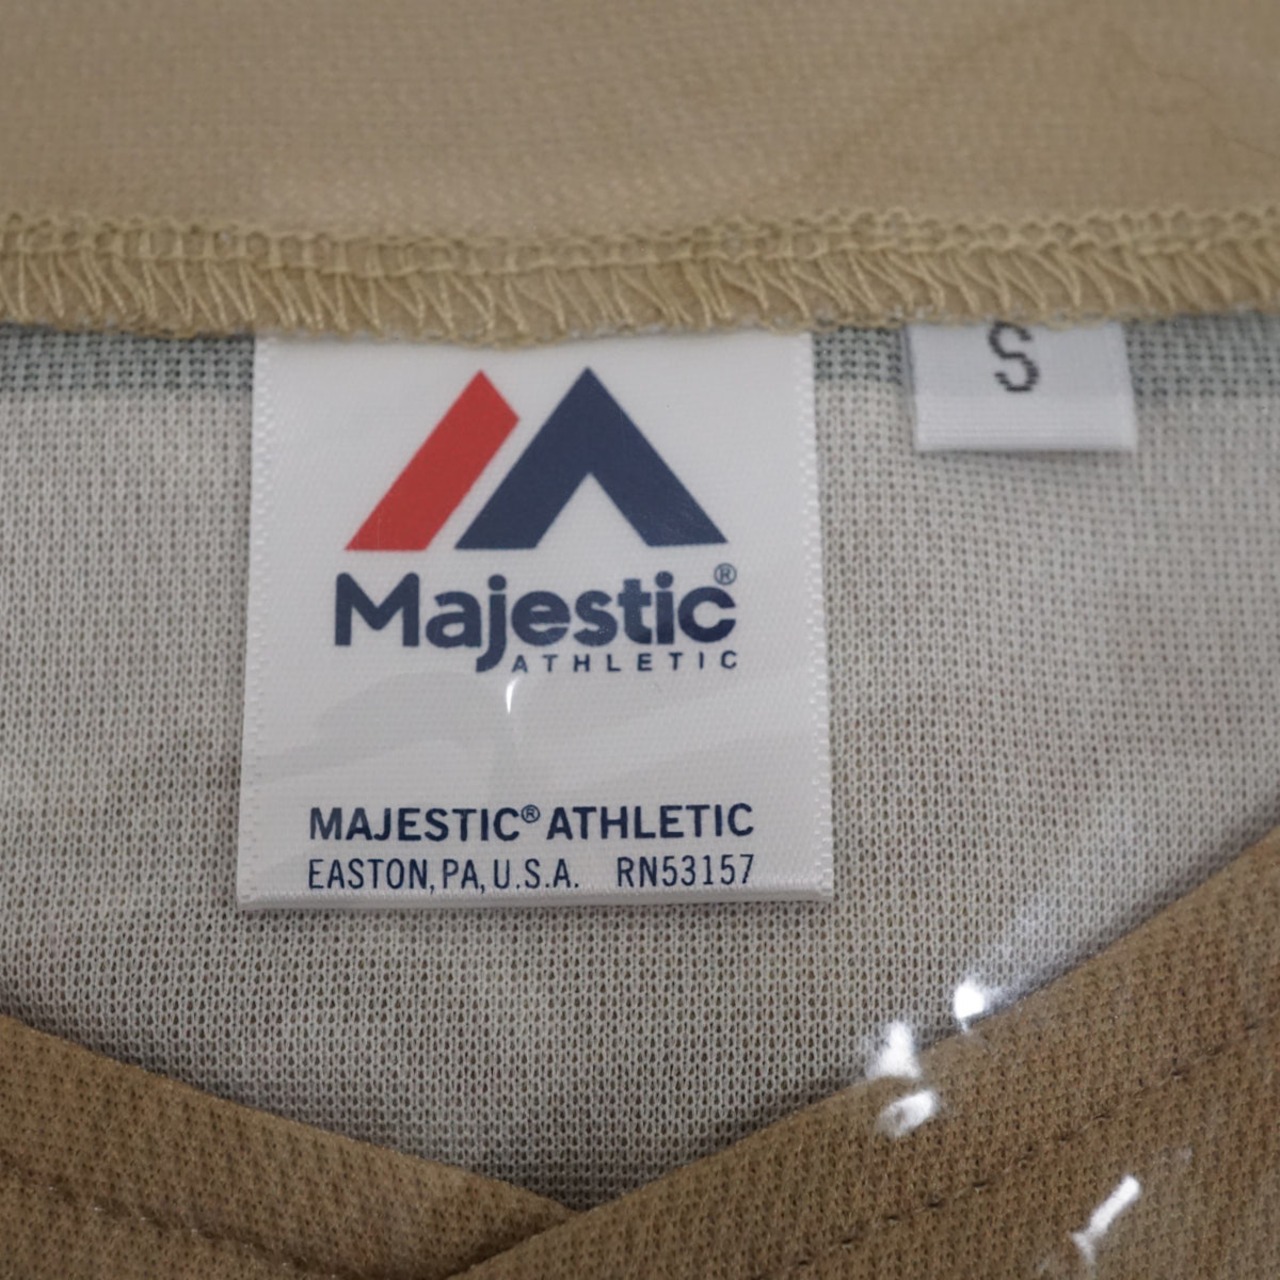 S
Majestic®
ATHLETIC
MAJESTIC® ATHLETIC
EASTON, PA, U.S.A. RN53157